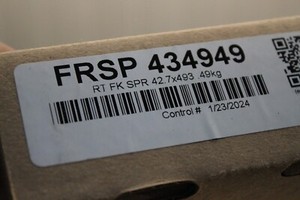 FRSP 434949
RT FK SPR 42.7x493 .49kg
Control # 1/23/2024